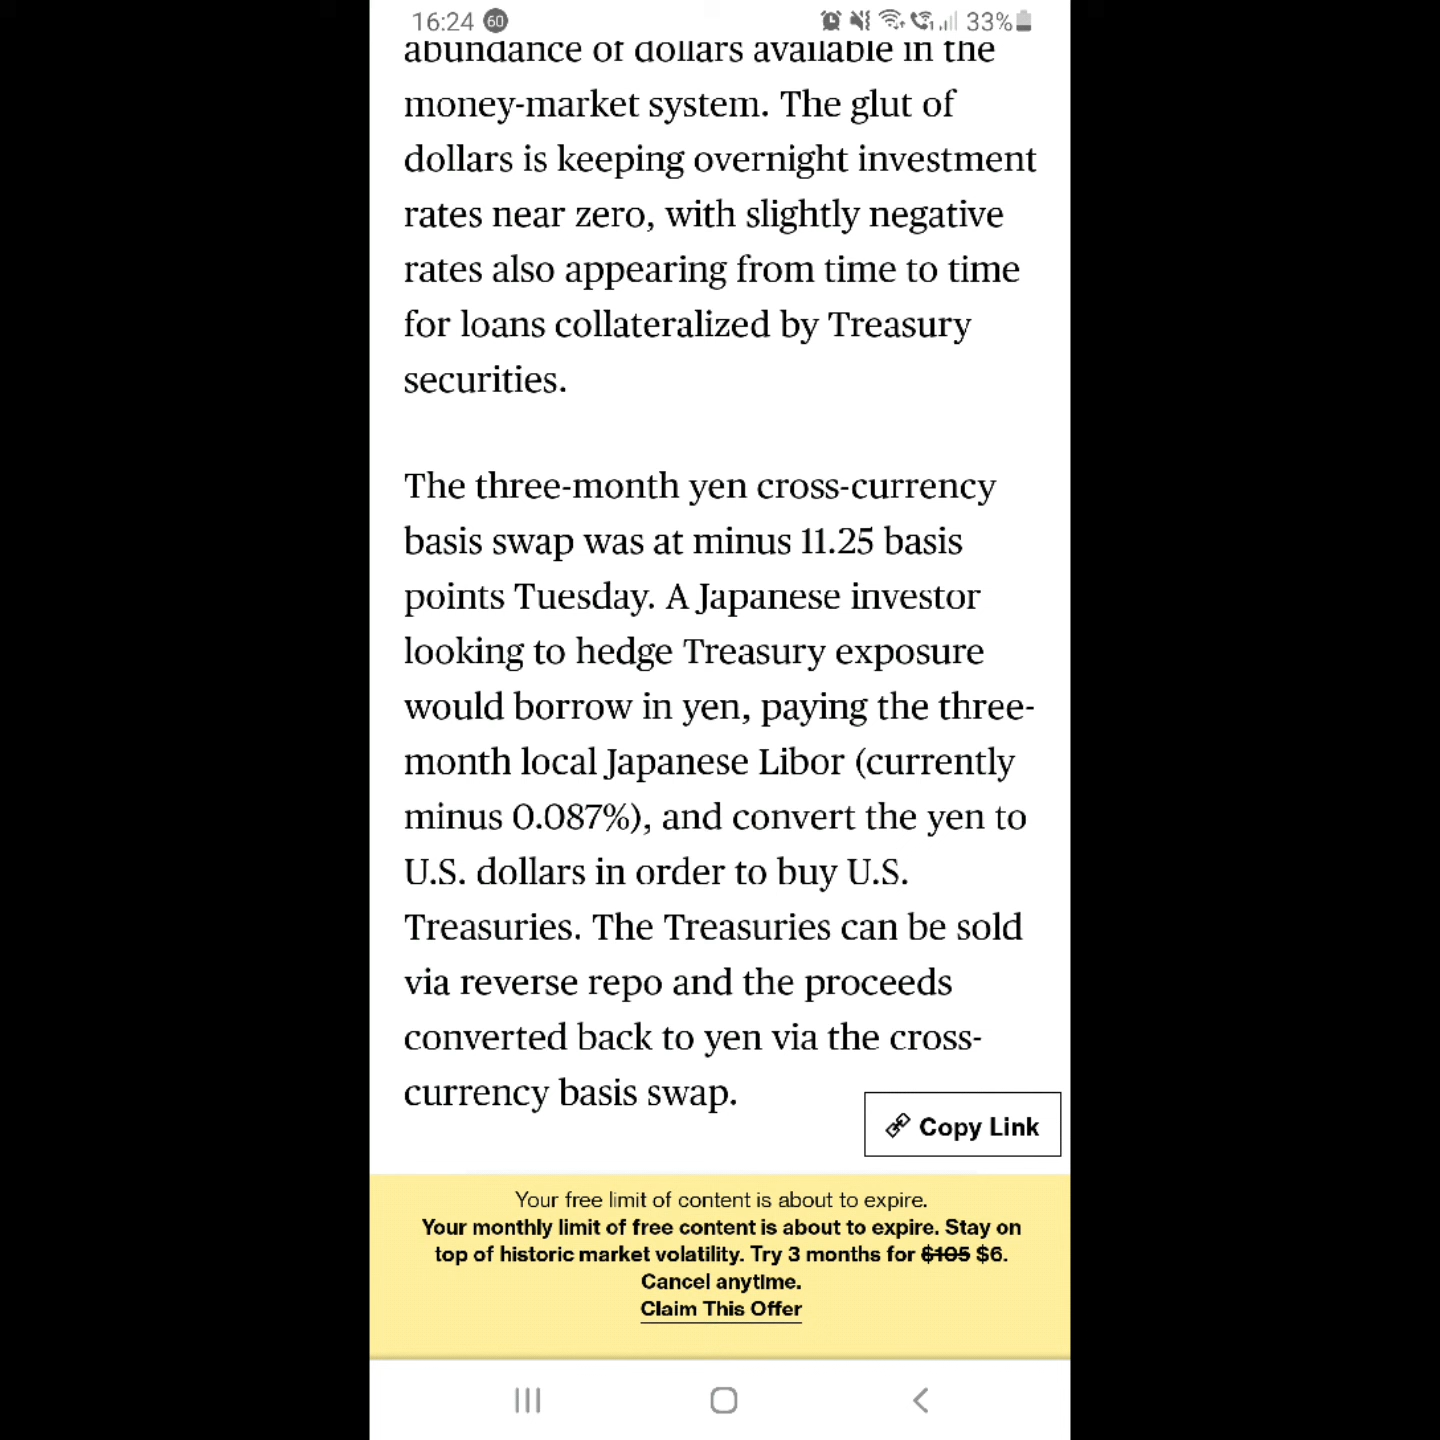 16:24 60 33%
abundance of dollars available in the
money-market system. The glut of
dollars is keeping overnight investment
rates near zero, with slightly negative
rates also appearing from time to time
for loans collateralized by Treasury
securities.
The three-month yen cross-currency
basis swap was at minus 11.25 basis
points Tuesday. A Japanese investor
looking to hedge Treasury exposure
would borrow in yen, paying the three-
month local Japanese Libor (currently
minus 0.087%), and convert the yen to
U.S. dollars in order to buy U.S.
Treasuries. The Treasuries can be sold
via reverse repo and the proceeds
converted back to yen via the cross-
currency basis swap.
Copy Link
Your free limit of content is about to expire.
Your monthly limit of free content is about to expire. Stay on
top of historic market volatility. Try 3 months for $105 $6.
Cancel anytime.
Claim This Offer